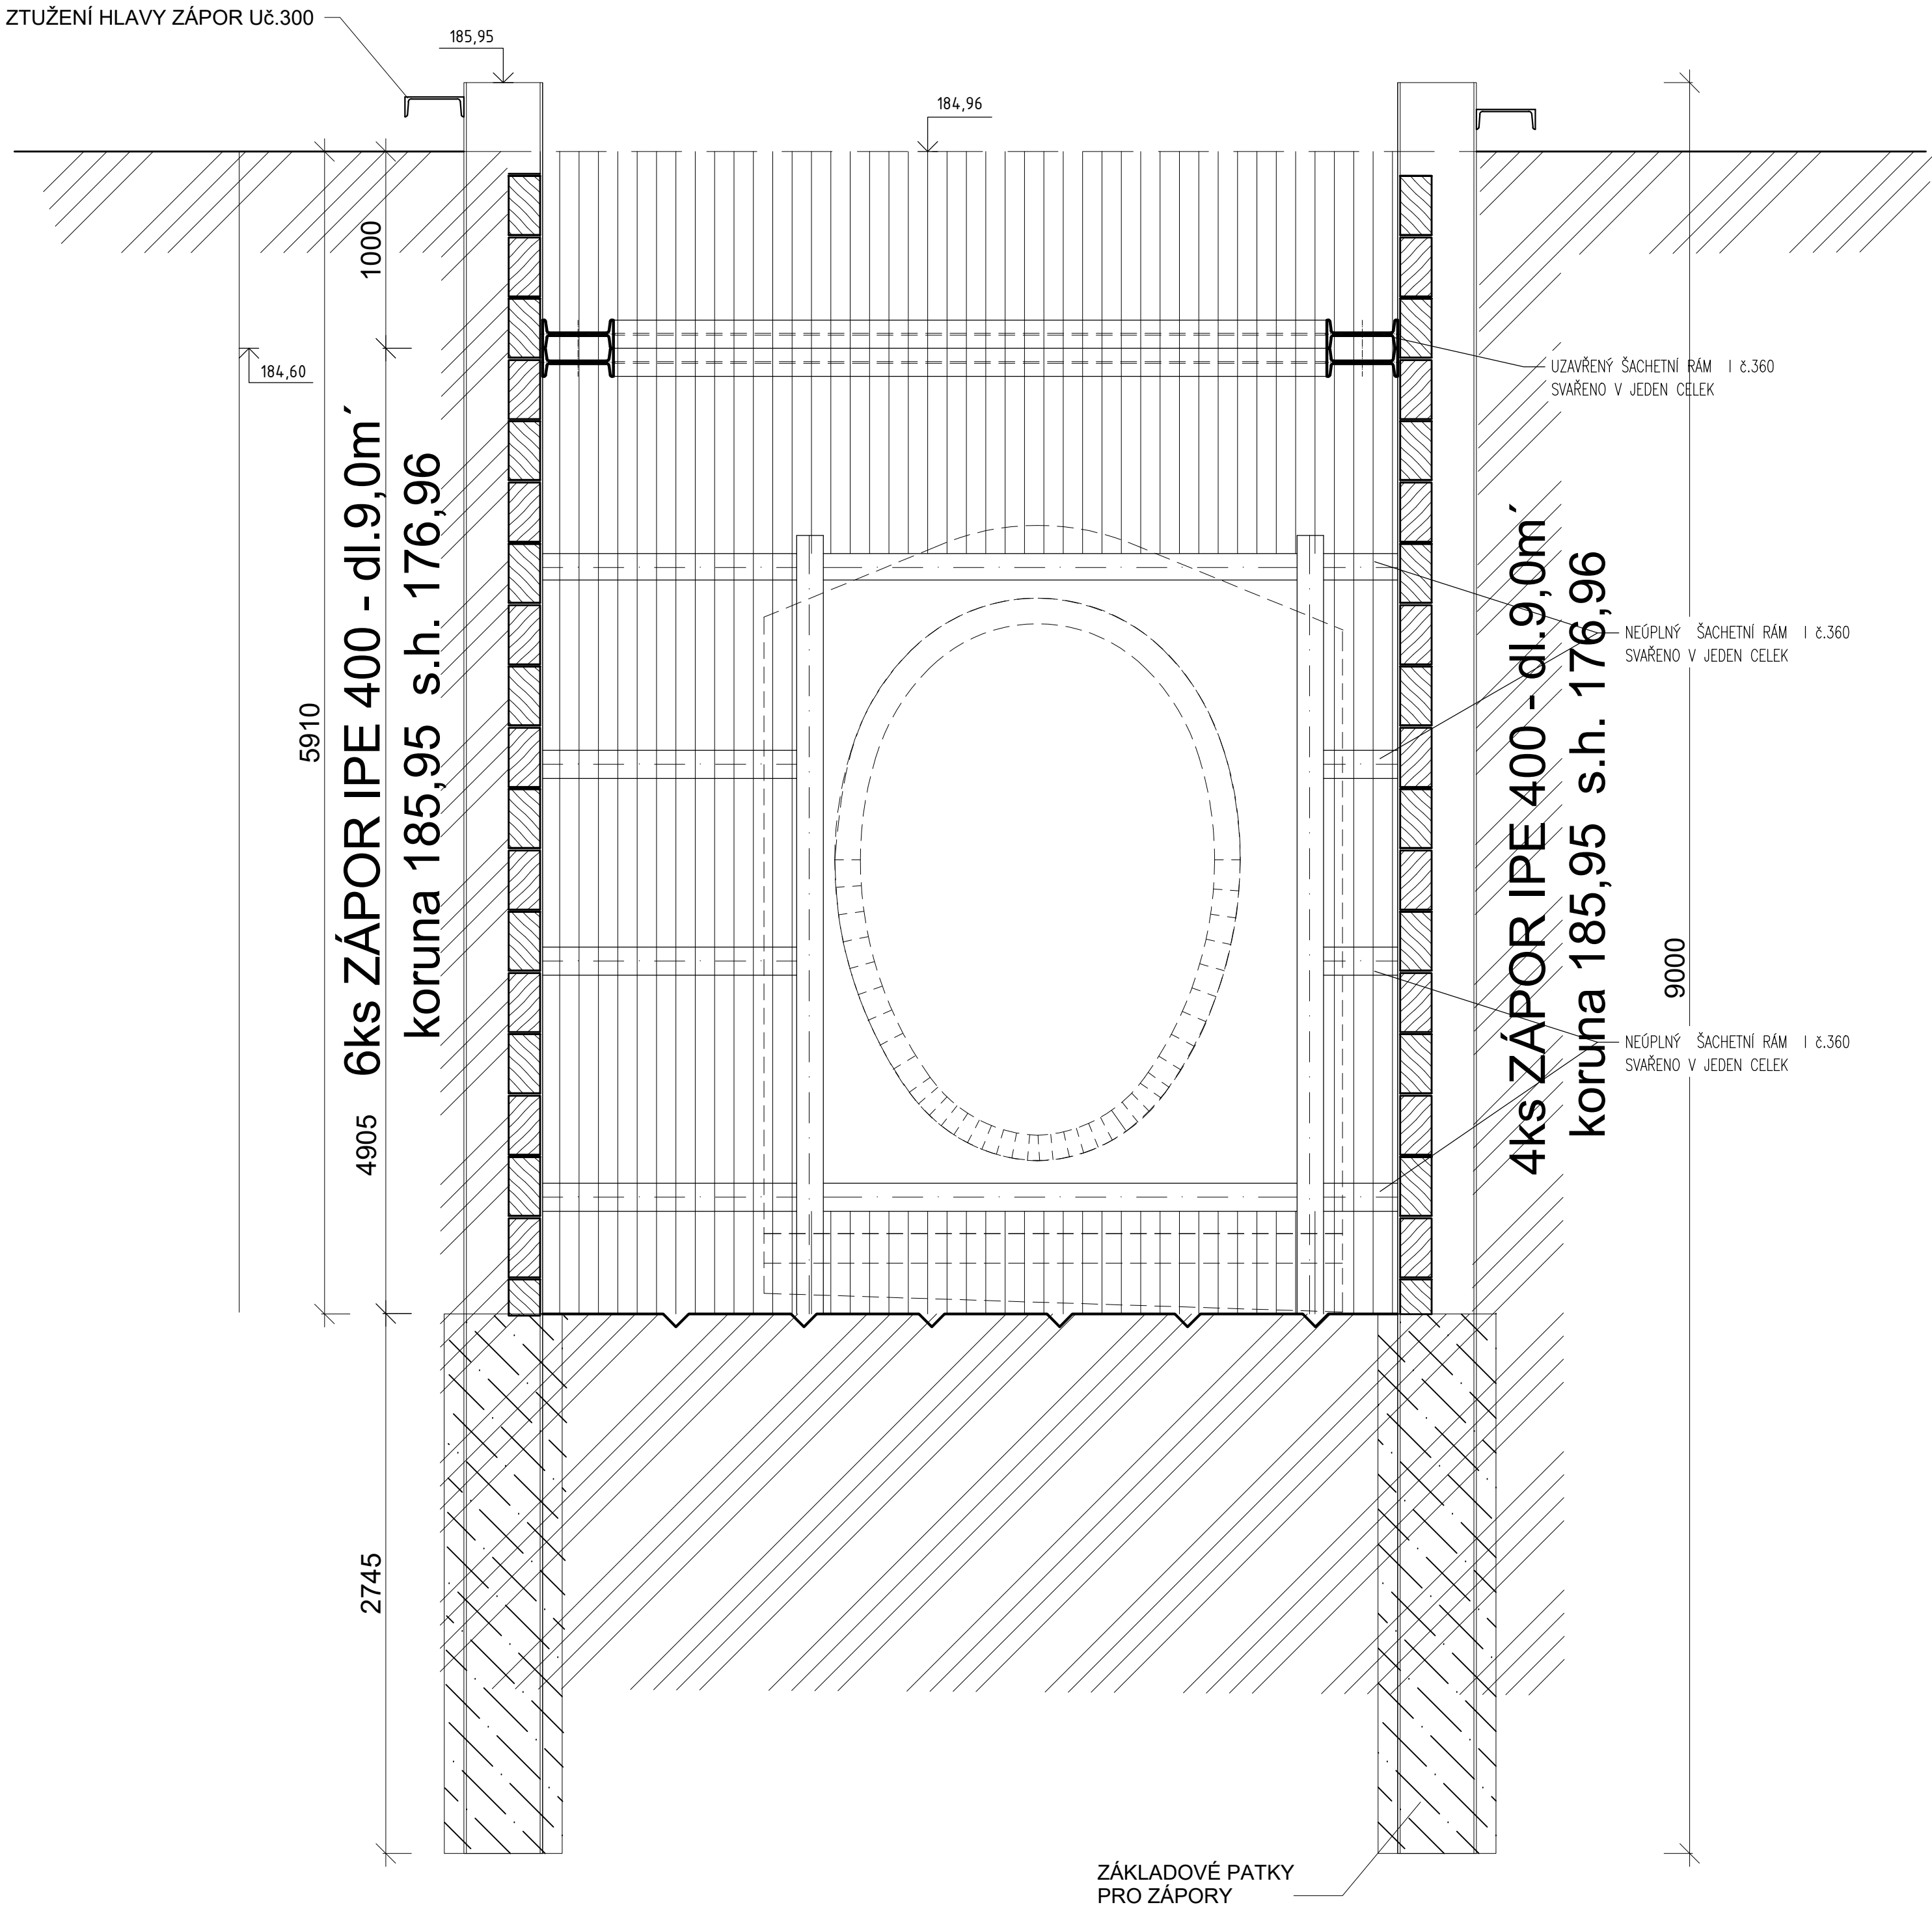 ZTUŽENÍ HLAVY ZÁPOR Uč.300
185,95
184,96
1000
184,60
UZAVŘENÝ ŠACHETNÍ RÁM I č.360
SVAŘENO V JEDEN CELEK
6ks ZÁPOR IPE 400 - dl.9,0m´
koruna 185,95 s.h. 176,96
5910
4ks ZÁPOR IPE 400 - dl.9,0m´
koruna 185,95 s.h. 176,96
NEÚPLNÝ ŠACHETNÍ RÁM I č.360
SVAŘENO V JEDEN CELEK
9000
NEÚPLNÝ ŠACHETNÍ RÁM I č.360
SVAŘENO V JEDEN CELEK
4905
2745
ZÁKLADOVÉ PATKY
PRO ZÁPORY